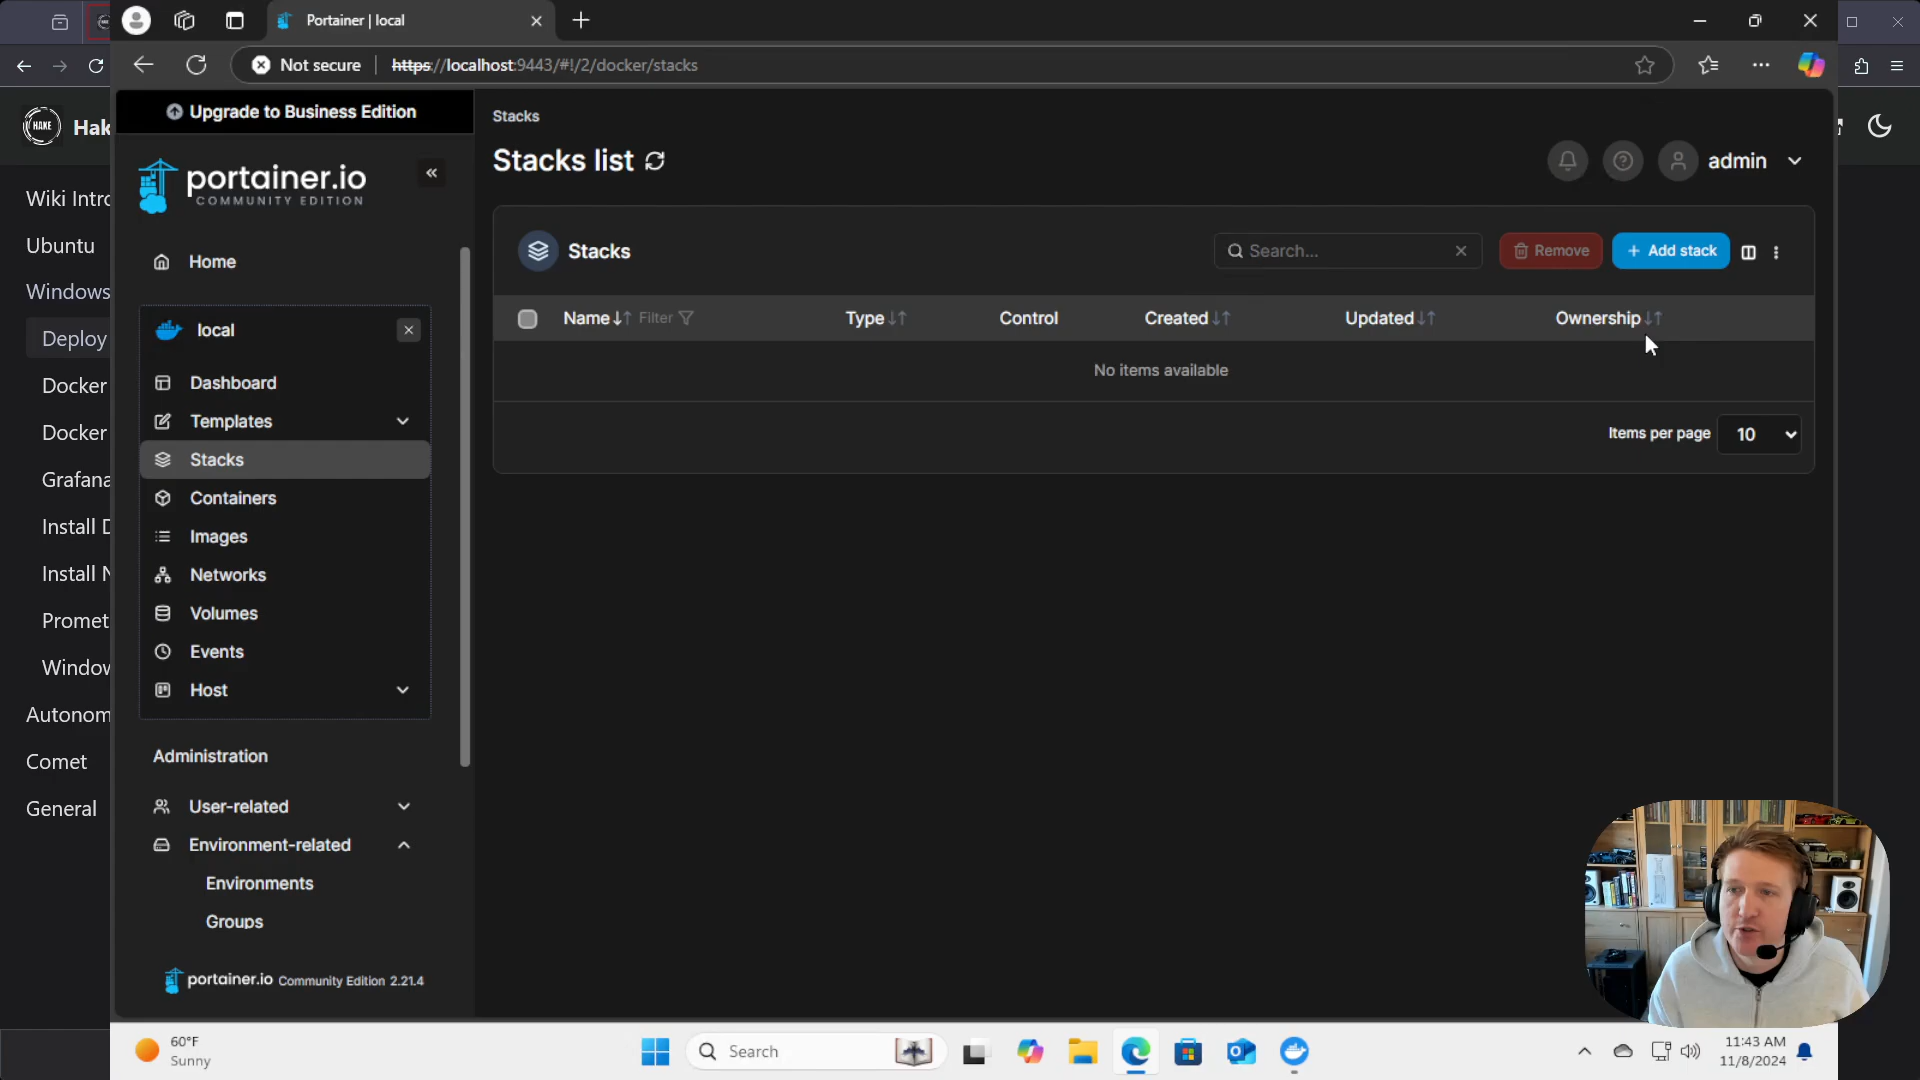 Portainer | local
Not secure
https://localhost:9443/#!/2/docker/stacks
HAKE
Hak
Wiki Intro
Ubuntu
Windows
Deploy
Docker
Docker
Grafana
Install D
Install N
Promet
Window
Autonom
Comet
General
Upgrade to Business Edition
portainer.io
COMMUNITY EDITION
Home
local
Dashboard
Templates
Stacks
Containers
Images
Networks
Volumes
Events
Host
Administration
User-related
Environment-related
Environments
Groups
portainer.io Community Edition 2.21.4
Stacks
Stacks list
admin
Stacks
Search...
Remove
+ Add stack
Name Filter Type Control Created Updated Ownership
No items available
Items per page 10
60°F
Sunny
Search
11:43 AM
11/8/2024